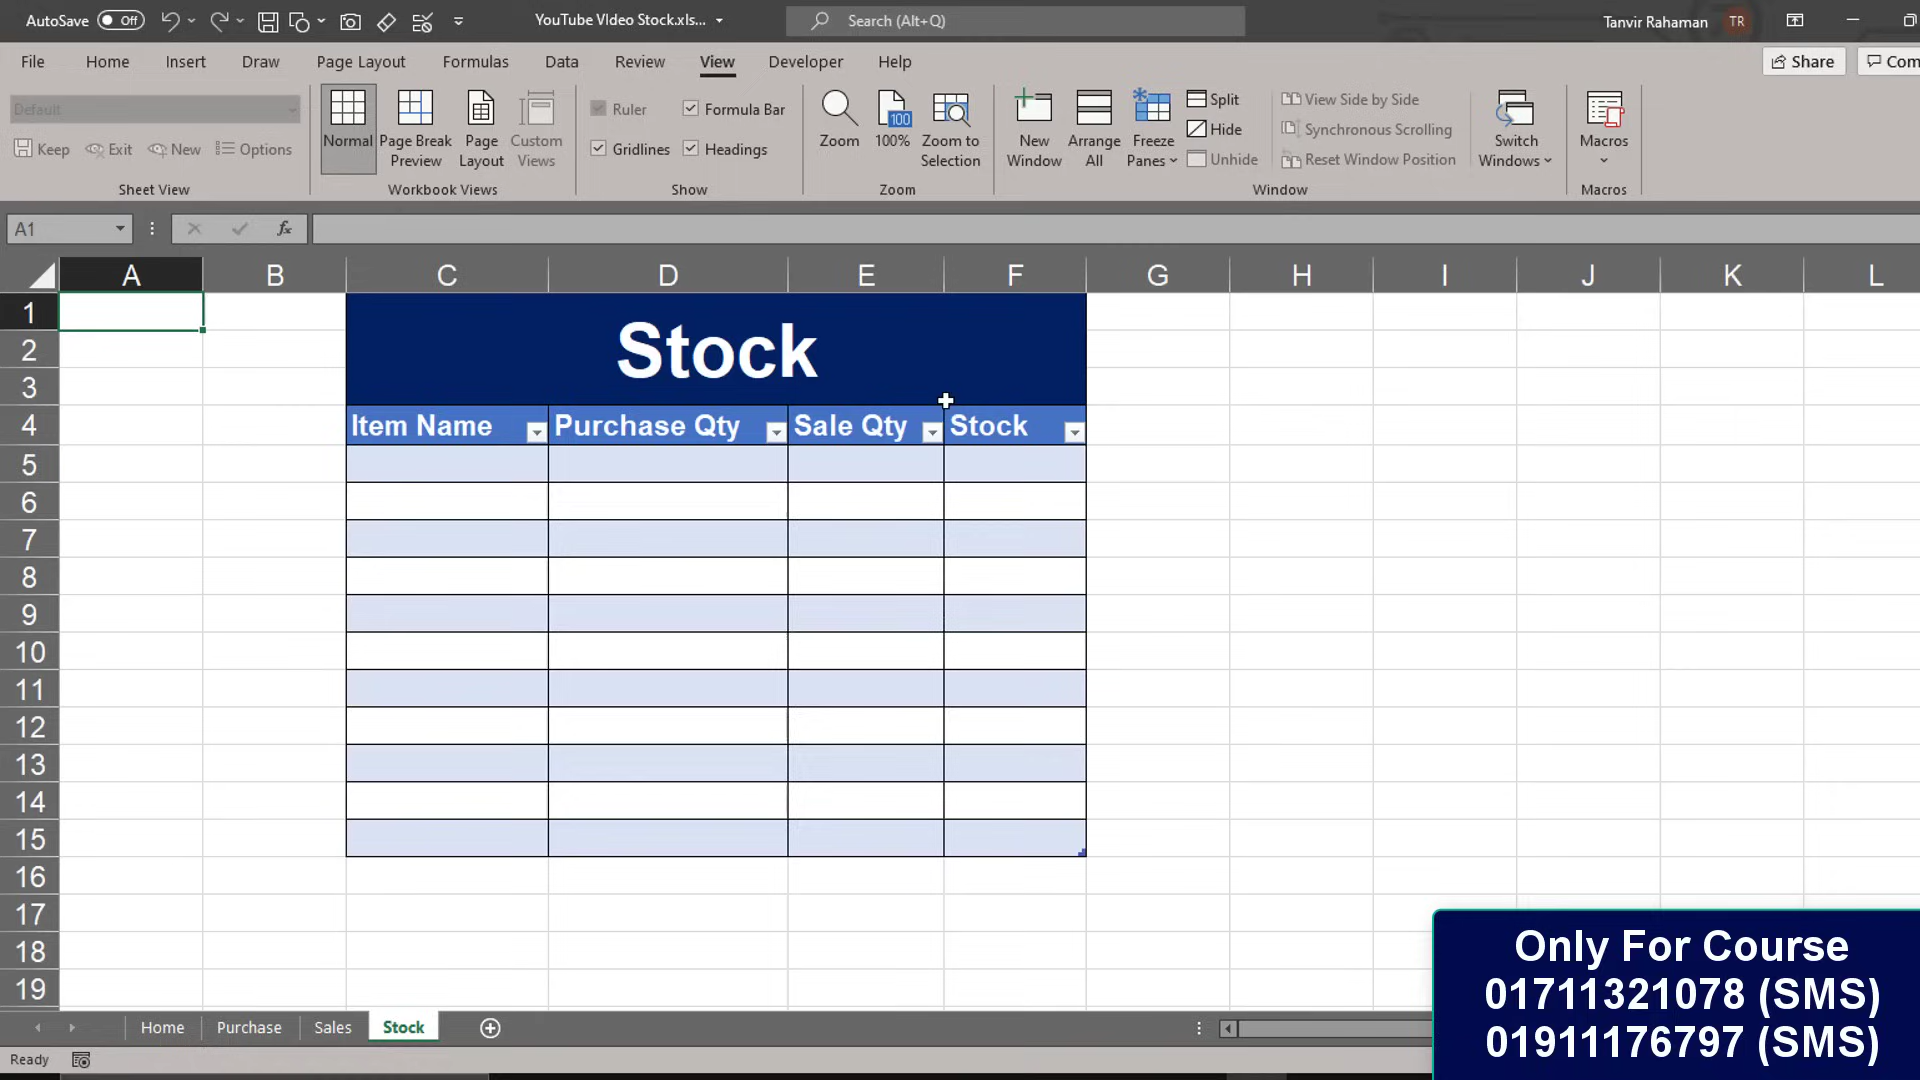 AutoSave Off YouTube VIdeo Stock.xls... Search (Alt+Q) Tanvir Rahaman TR
File Home Insert Draw Page Layout Formulas Data Review View Developer Help Share Com
Default
Keep Exit New Options
Sheet View
Normal
Page Break Preview
Page Layout
Custom Views
Workbook Views
Ruler Formula Bar
Gridlines Headings
Show
Zoom
100
100%
Zoom to Selection
Zoom
New Window
Arrange All
Freeze Panes
Split
Hide
Unhide
View Side by Side
Synchronous Scrolling
Reset Window Position
Window
Switch Windows
Macros
Macros
A1 fx
A B C D E F G H I J K L
1
2
3
Stock
4 Item Name Purchase Qty Sale Qty Stock
5
6
7
8
9
10
11
12
13
14
15
16
17
18
19
Only For Course
01711321078 (SMS)
01911176797 (SMS)
Home Purchase Sales Stock
Ready